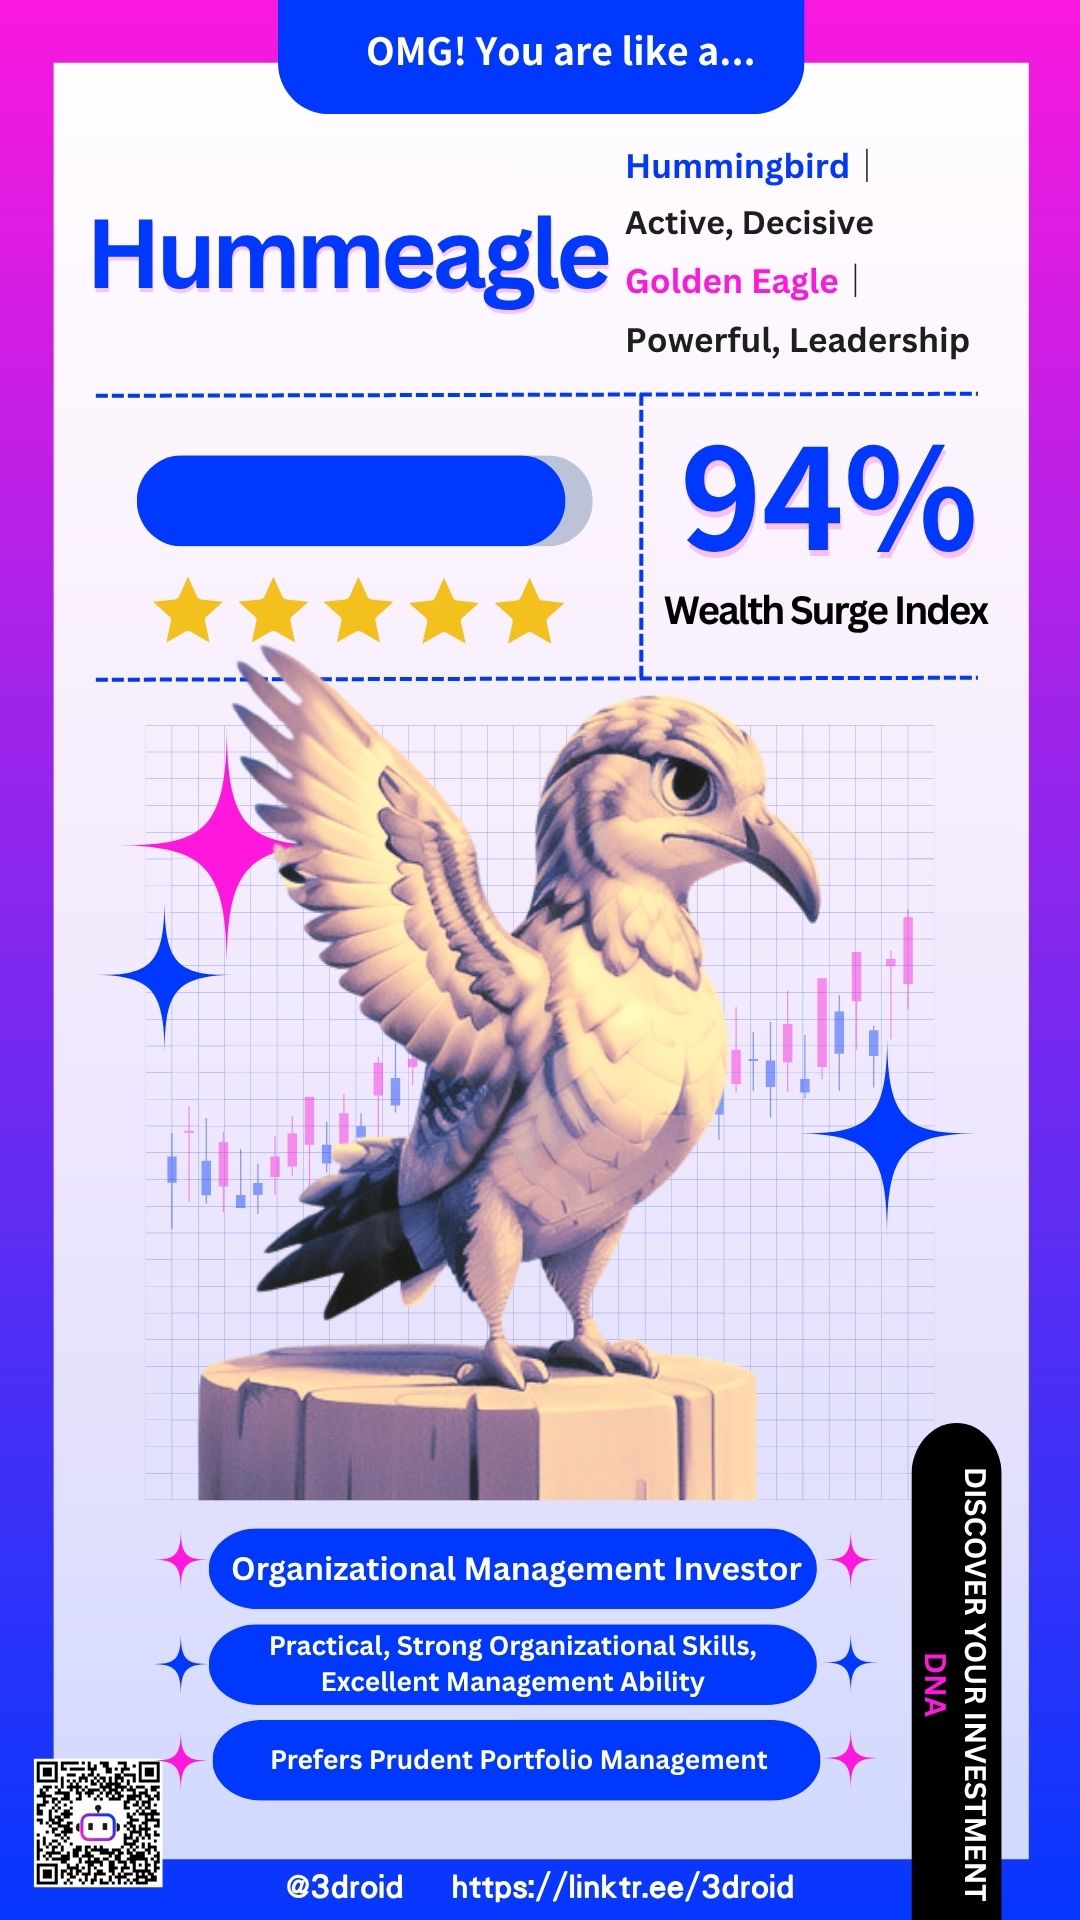 OMG! You are like a...
Hummeagle
Hummingbird |
Active, Decisive
Golden Eagle |
Powerful, Leadership
94%
Wealth Surge Index
Organizational Management Investor
Practical, Strong Organizational Skills,
Excellent Management Ability
Prefers Prudent Portfolio Management
DISCOVER YOUR INVESTMENT
DNA
@3droid https://linktr.ee/3droid